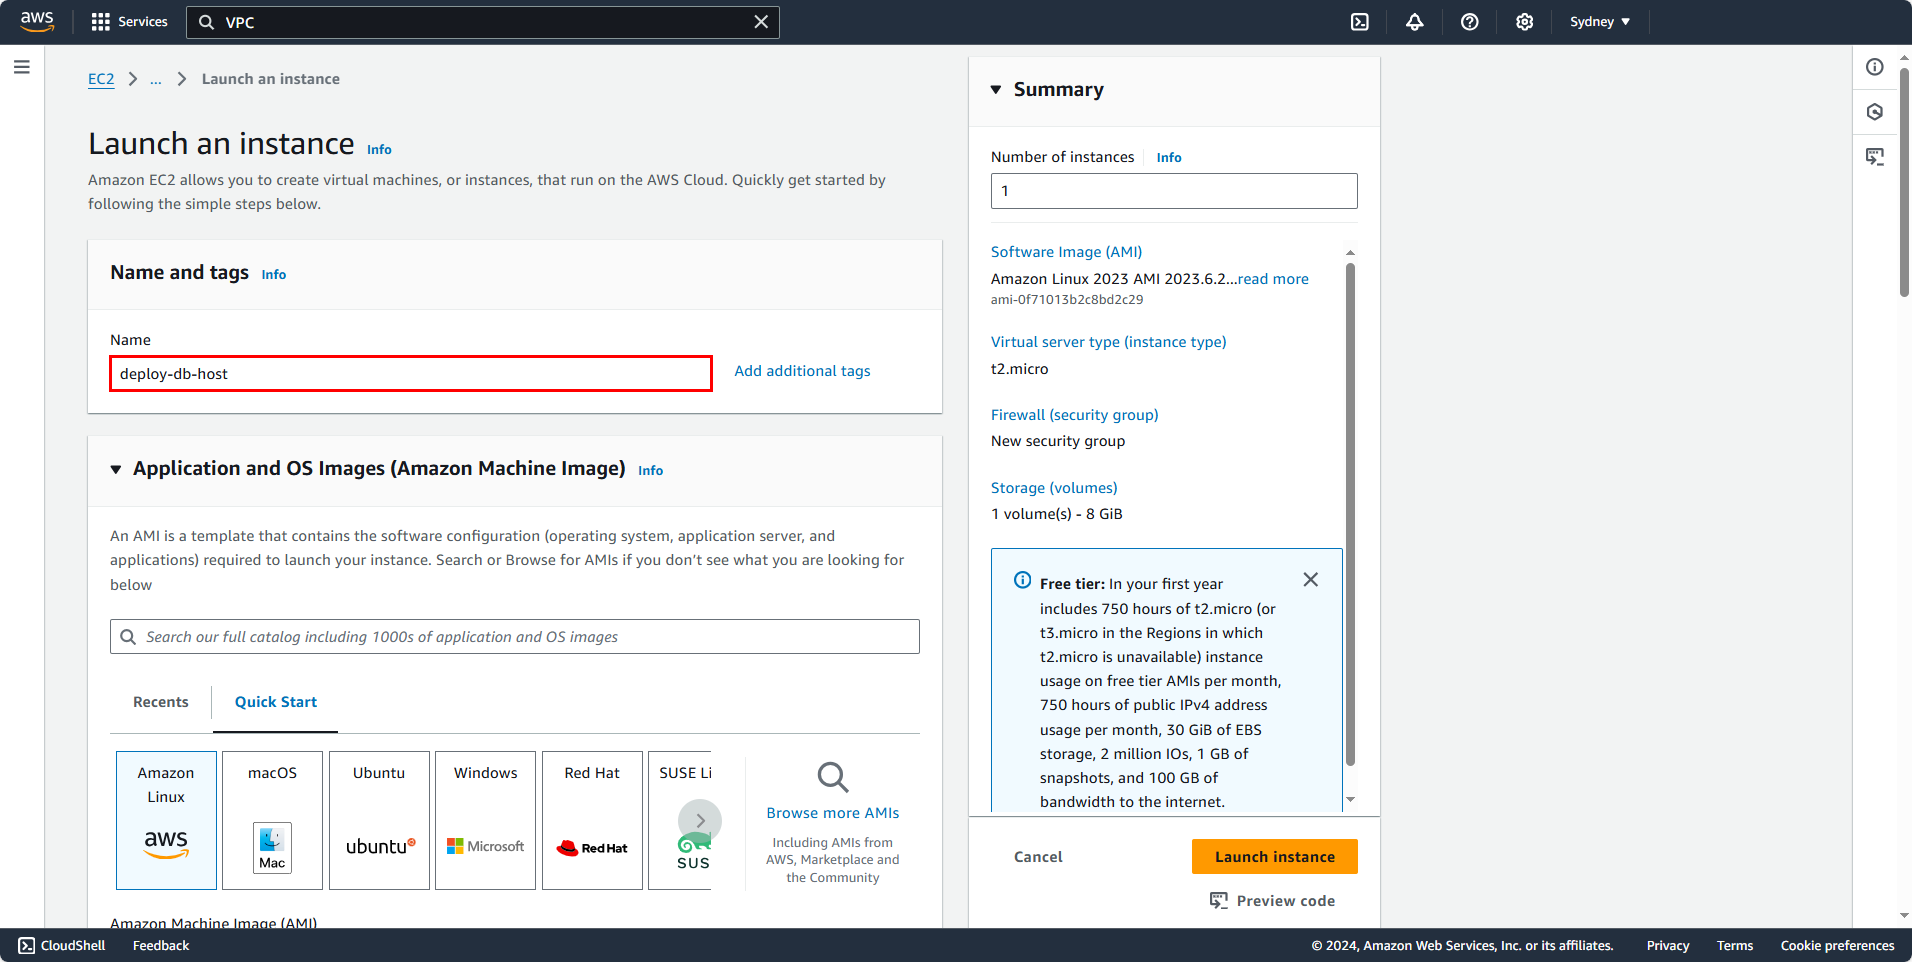 aws
Services
VPC
Sydney
EC2
...
Launch an instance
Launch an instance Info
Amazon EC2 allows you to create virtual machines, or instances, that run on the AWS Cloud. Quickly get started by
following the simple steps below.
Name and tags Info
Name
deploy-db-host
Add additional tags
Application and OS Images (Amazon Machine Image) Info
An AMI is a template that contains the software configuration (operating system, application server, and
applications) required to launch your instance. Search or Browse for AMIs if you don’t see what you are looking for
below
Search our full catalog including 1000s of application and OS images
Recents
Quick Start
Amazon
Linux
aws
macOS
Mac
Ubuntu
ubuntu
Windows
Microsoft
Red Hat
Red Hat
SUSE Li
SUS
Browse more AMIs
Including AMIs from
AWS, Marketplace and
the Community
Amazon Machine Image (AMI)
Summary
Number of instances Info
1
Software Image (AMI)
Amazon Linux 2023 AMI 2023.6.2...read more
ami-0f71013b2c8bd2c29
Virtual server type (instance type)
t2.micro
Firewall (security group)
New security group
Storage (volumes)
1 volume(s) - 8 GiB
Free tier: In your first year
includes 750 hours of t2.micro (or
t3.micro in the Regions in which
t2.micro is unavailable) instance
usage on free tier AMIs per month,
750 hours of public IPv4 address
usage per month, 30 GiB of EBS
storage, 2 million IOs, 1 GB of
snapshots, and 100 GB of
bandwidth to the internet.
Cancel
Launch instance
Preview code
CloudShell
Feedback
© 2024, Amazon Web Services, Inc. or its affiliates.
Privacy
Terms
Cookie preferences